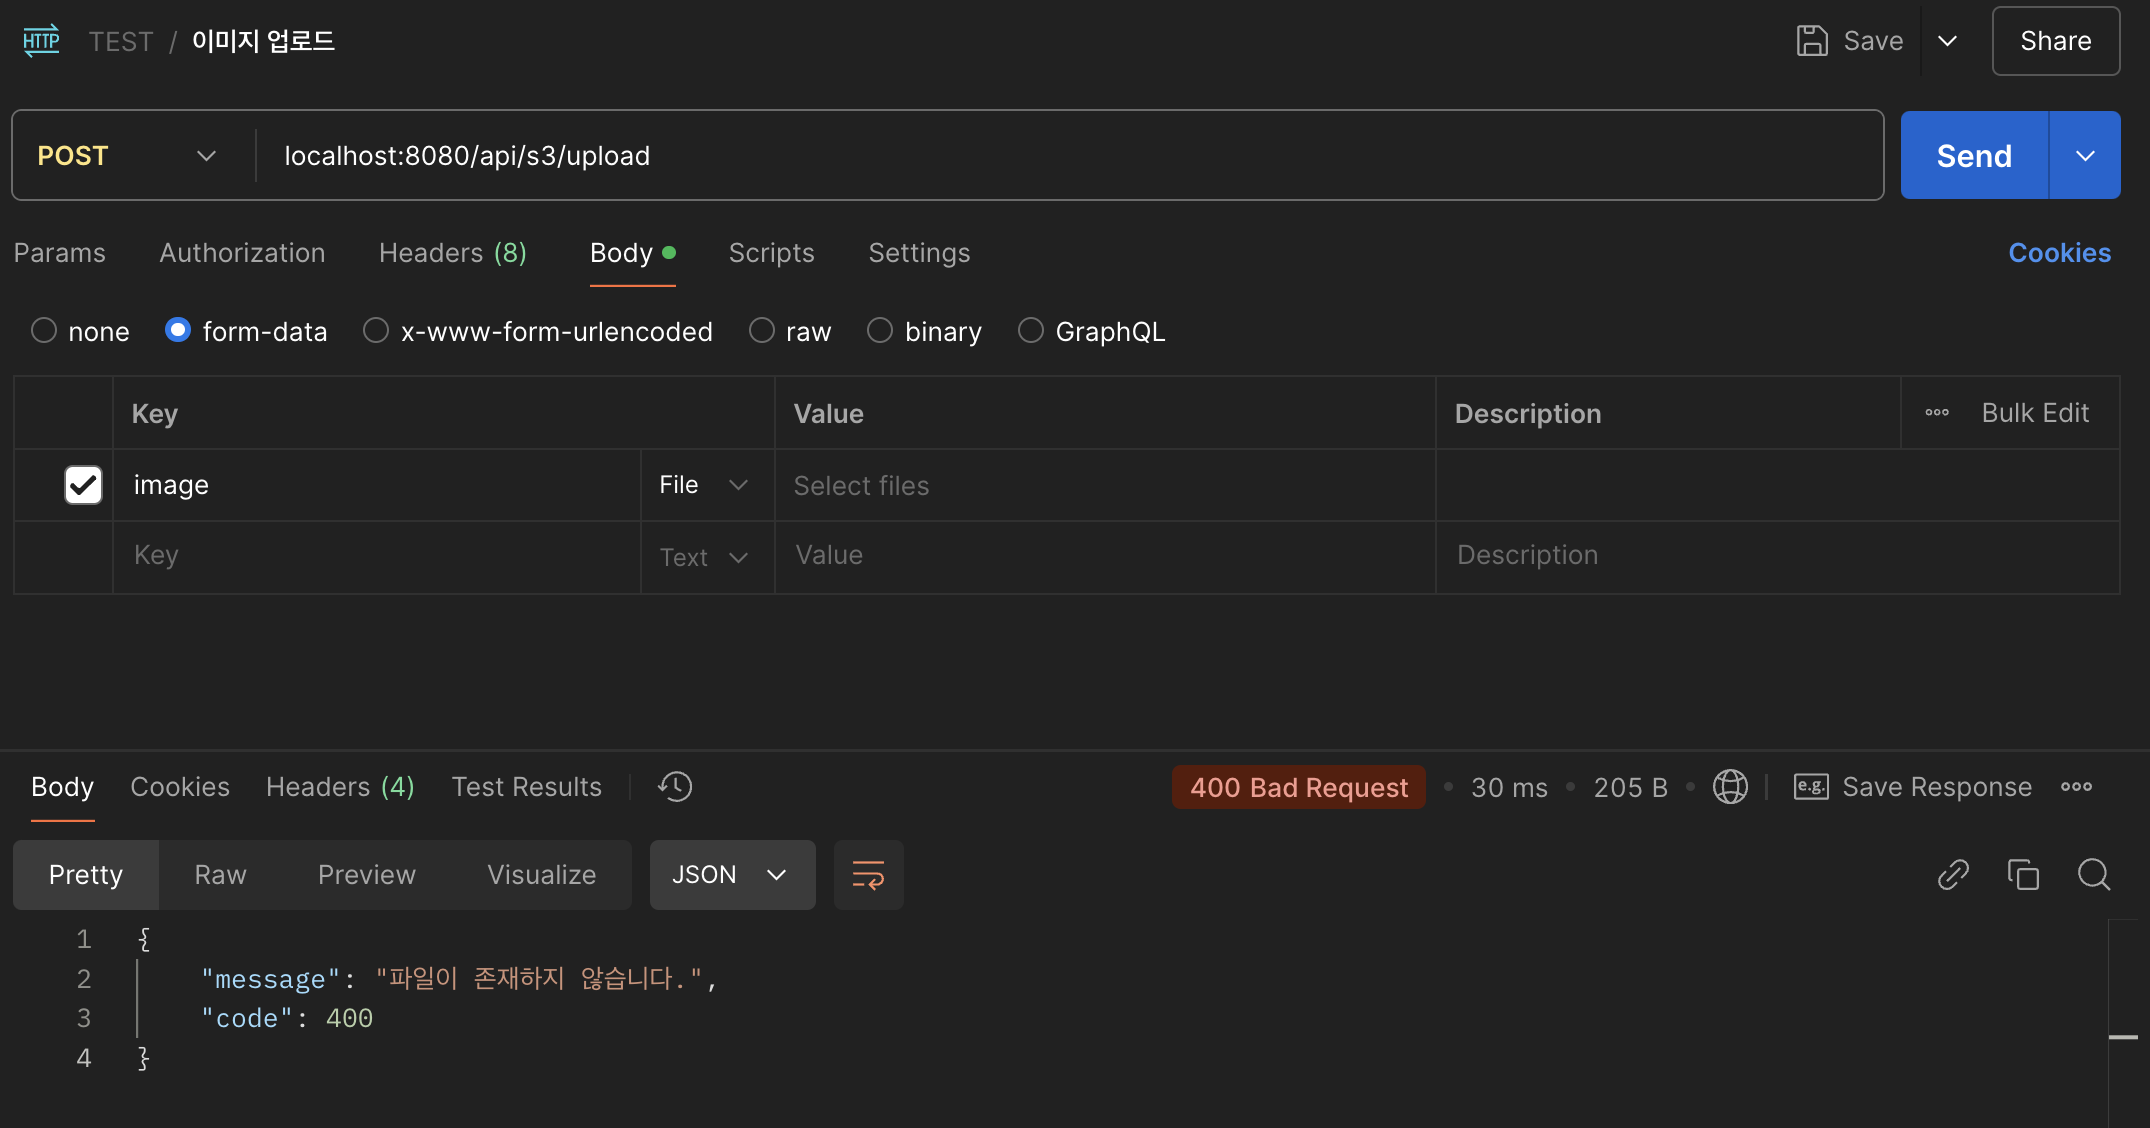 HTTP TEST / 이미지 업로드 Save Share
POST localhost:8080/api/s3/upload Send
Params Authorization Headers (8) Body Scripts Settings Cookies
none form-data x-www-form-urlencoded raw binary GraphQL
Key Value Description Bulk Edit
image File Select files
Key Text Value Description
Body Cookies Headers (4) Test Results 400 Bad Request 30 ms 205 B e.g. Save Response
Pretty Raw Preview Visualize JSON
1 {
2 "message": "파일이 존재하지 않습니다.",
3 "code": 400
4 }